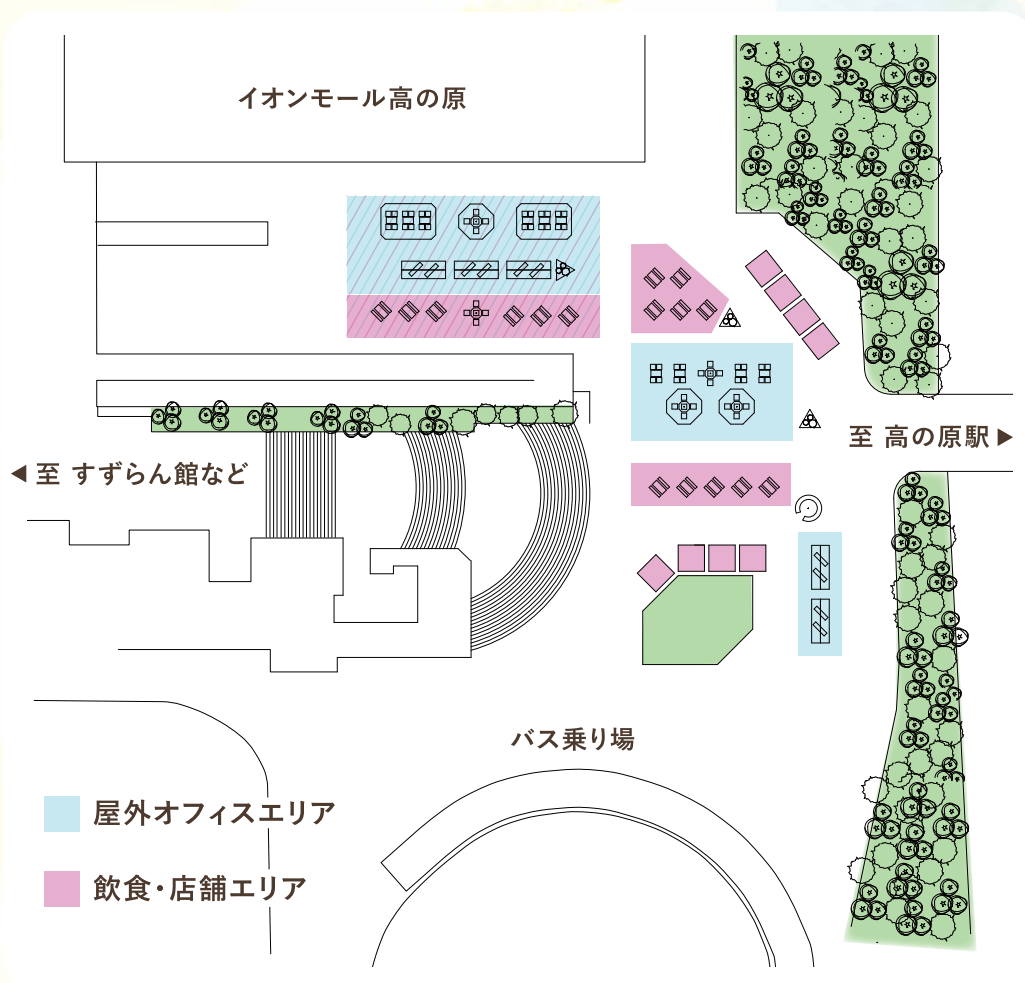 イオンモール高の原
至 高の原駅▶
◀至 すずらん館など
バス乗り場
屋外オフィスエリア
飲食・店舗エリア